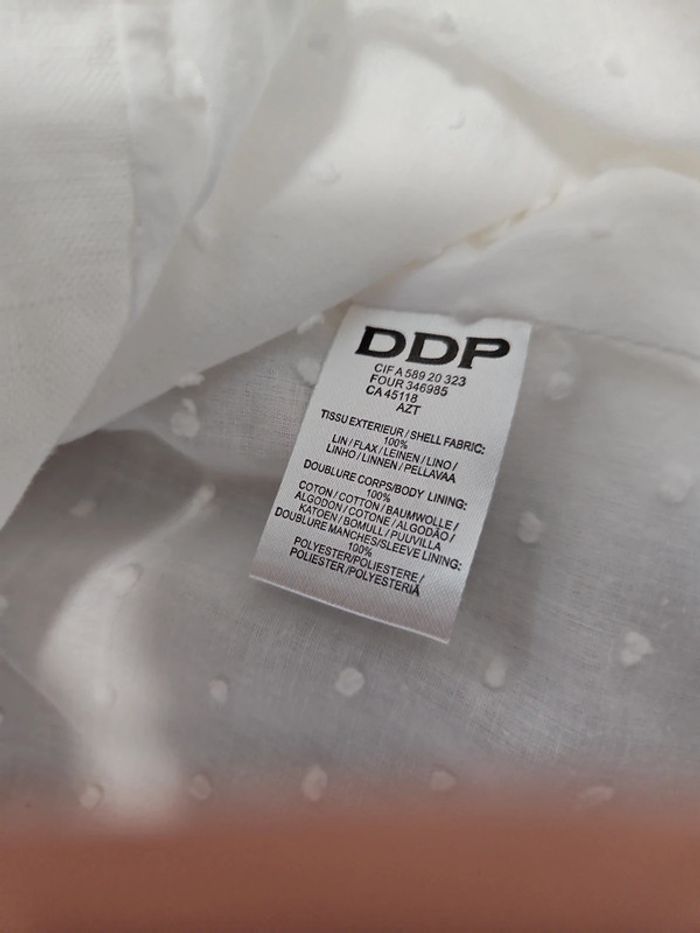 DDP
CIF A 589 20 323
FOUR 346985
CA 45118
AZT
TISSU EXTERIEUR / SHELL FABRIC:
100%
LIN / FLAX / LEINEN / LINO /
LINHO / LINNEN / PELLAVAA
DOUBLURE CORPS/BODY LINING:
100%
COTON / COTTON / BAUMWOLLE /
ALGODON / COTONE / ALGODÃO /
KATOEN / BOMULL / PUUVILLA
DOUBLURE MANCHES/SLEEVE LINING:
100%
POLYESTER/POLIESTERE /
POLIESTER /POLYESTERIÄ